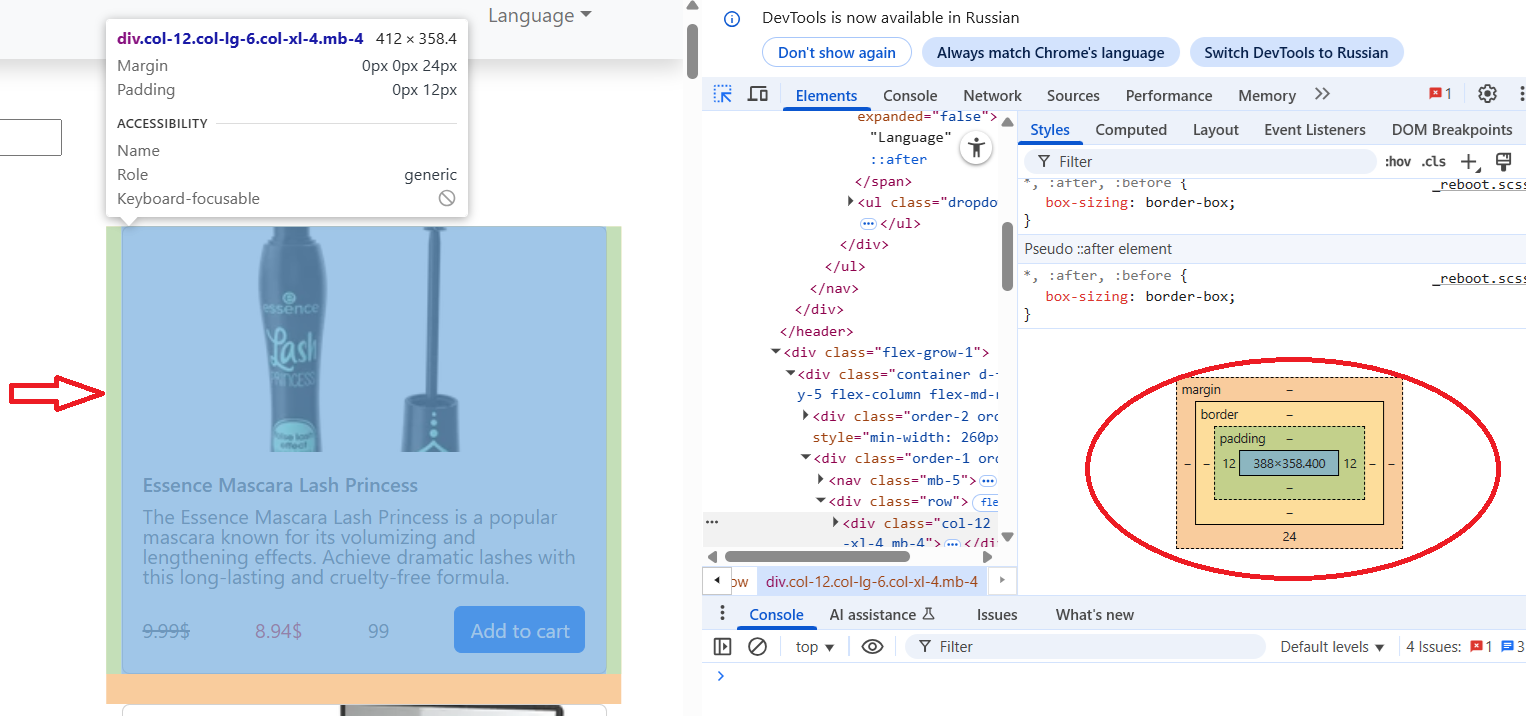 Language
div.col-12.col-lg-6.col-xl-4.mb-4 412 × 358.4
Margin 0px 0px 24px
Padding 0px 12px
ACCESSIBILITY
Name
Role generic
Keyboard-focusable
essence
Lash
PRINCESS
false lash
effect
Essence Mascara Lash Princess
The Essence Mascara Lash Princess is a popular
mascara known for its volumizing and
lengthening effects. Achieve dramatic lashes with
this long-lasting and cruelty-free formula.
9.99$ 8.94$ 99 Add to cart
DevTools is now available in Russian
Don't show again Always match Chrome's language Switch DevTools to Russian
Elements Console Network Sources Performance Memory 1
expanded="false">
"Language"
::after
</span>
<ul class="dropdo
</ul>
</div>
</ul>
</nav>
</div>
</header>
<div class="flex-grow-1">
<div class="container d-f
y-5 flex-column flex-md-r
<div class="order-2 ord
style="min-width: 260px
<div class="order-1 ord
<nav class="mb-5">
<div class="row"> fle
<div class="col-12
-xl-4 mb-4"> </di
ow div.col-12.col-lg-6.col-xl-4.mb-4
Styles Computed Layout Event Listeners DOM Breakpoints
Filter :hov .cls
*, :after, :before { _reboot.scss
box-sizing: border-box;
}
Pseudo ::after element
*, :after, :before { _reboot.scss
box-sizing: border-box;
}
margin –
border –
padding –
– – 12 388×358.400 12 – –
–
–
24
Console AI assistance Issues What's new
top Filter Default levels 4 Issues: 1 3